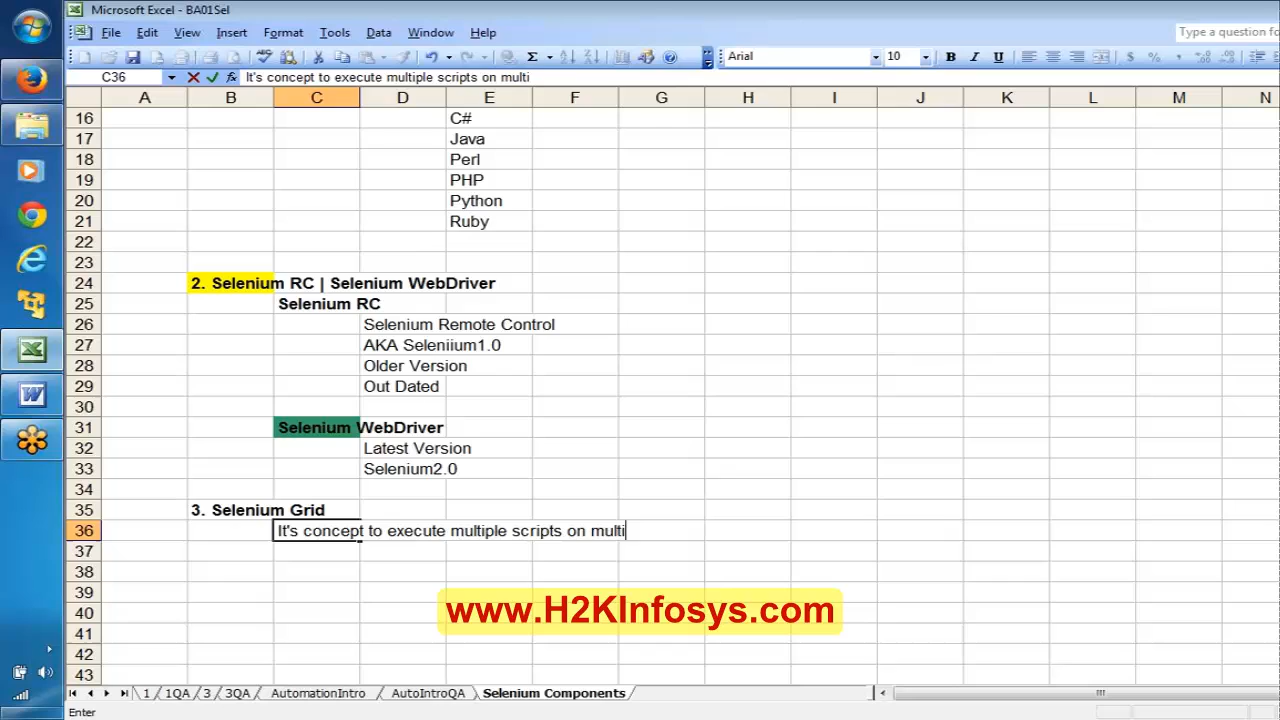 Microsoft Excel - BA01Sel
File Edit View Insert Format Tools Data Window Help
Type a question fo
Arial 10 B I U $ %
C36 fx It's concept to execute multiple scripts on multi
A B C D E F G H I J K L M N
16 C#
17 Java
18 Perl
19 PHP
20 Python
21 Ruby
22
23
24 2. Selenium RC | Selenium WebDriver
25 Selenium RC
26 Selenium Remote Control
27 AKA Seleniium1.0
28 Older Version
29 Out Dated
30
31 Selenium WebDriver
32 Latest Version
33 Selenium2.0
34
35 3. Selenium Grid
36 It's concept to execute multiple scripts on multi
37
38
39
40
www.H2KInfosys.com
41
42
43
1 1QA 3 3QA AutomationIntro AutoIntroQA Selenium Components
Enter